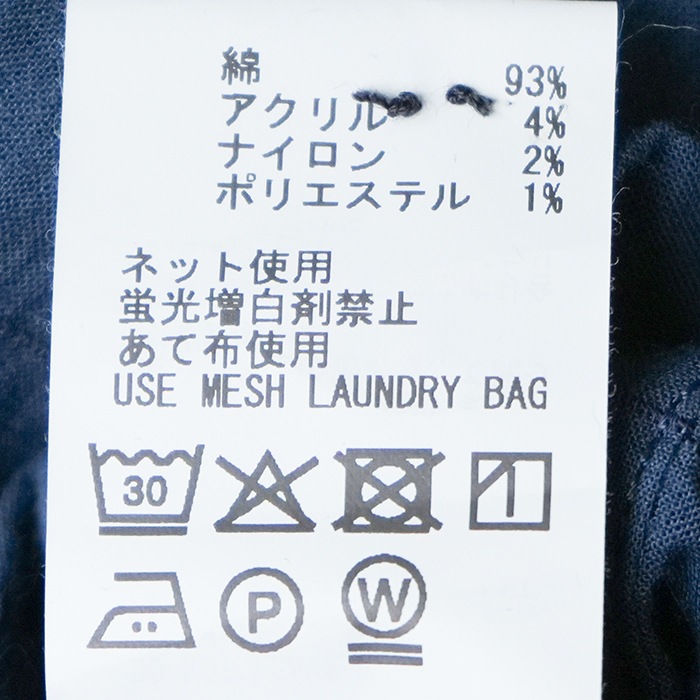 綿 93%
アクリル 4%
ナイロン 2%
ポリエステル 1%
ネット使用
蛍光増白剤禁止
あて布使用
USE MESH LAUNDRY BAG
30
P W